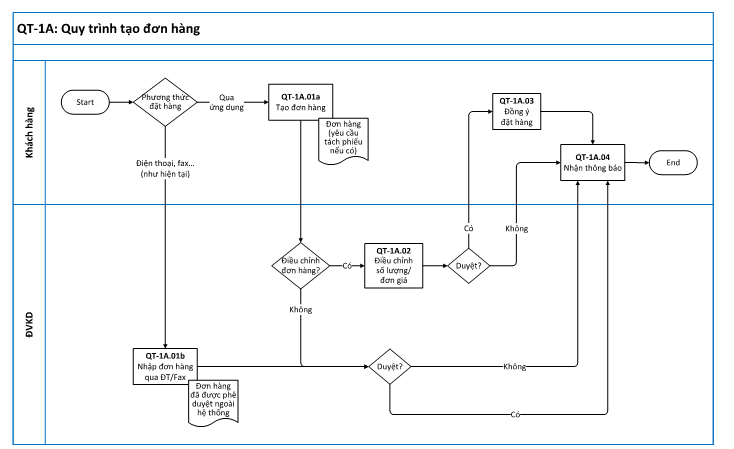 QT-1A: Quy trình tạo đơn hàng
Khách hàng
Start
Phương thức
đặt hàng
Qua
ứng dụng
QT-1A.01a
Tạo đơn hàng
Đơn hàng
(yêu cầu
tách phiếu
nếu có)
QT-1A.03
Đồng ý
đặt hàng
QT-1A.04
Nhận thông báo
End
Điện thoại, fax...
(như hiện tại)
ĐVKD
Điều chỉnh
đơn hàng?
Có
QT-1A.02
Điều chỉnh
số lượng/
đơn giá
Duyệt?
Có
Không
Không
QT-1A.01b
Nhập đơn hàng
qua ĐT/Fax
Đơn hàng
đã được phê
duyệt ngoài
hệ thống
Duyệt?
Không
Có